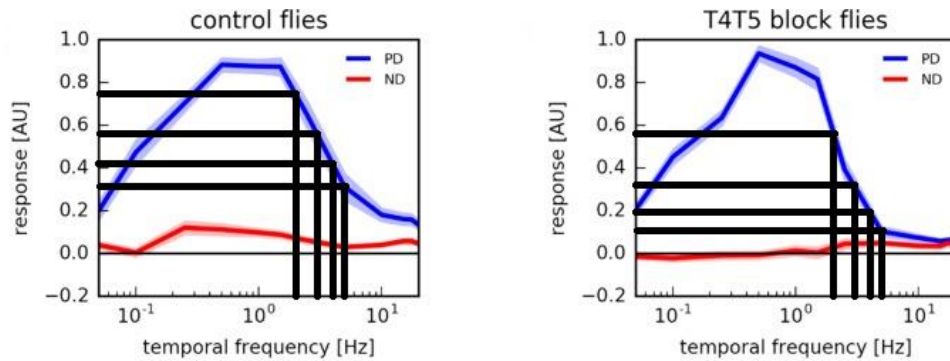 control flies
1.0
0.8
0.6
0.4
0.2
0.0
−0.2
response [AU]
PD
ND
10⁻¹ 10⁰ 10¹
temporal frequency [Hz]
T4T5 block flies
1.0
0.8
0.6
0.4
0.2
0.0
−0.2
response [AU]
PD
ND
10⁻¹ 10⁰ 10¹
temporal frequency [Hz]